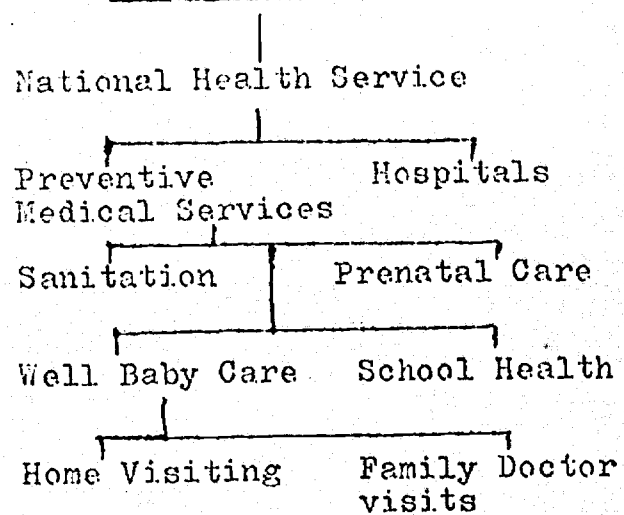 National Health Service
Preventive Hospitals
Medical Services
Sanitation Prenatal Care
Well Baby Care School Health
Home Visiting Family Doctor
visits